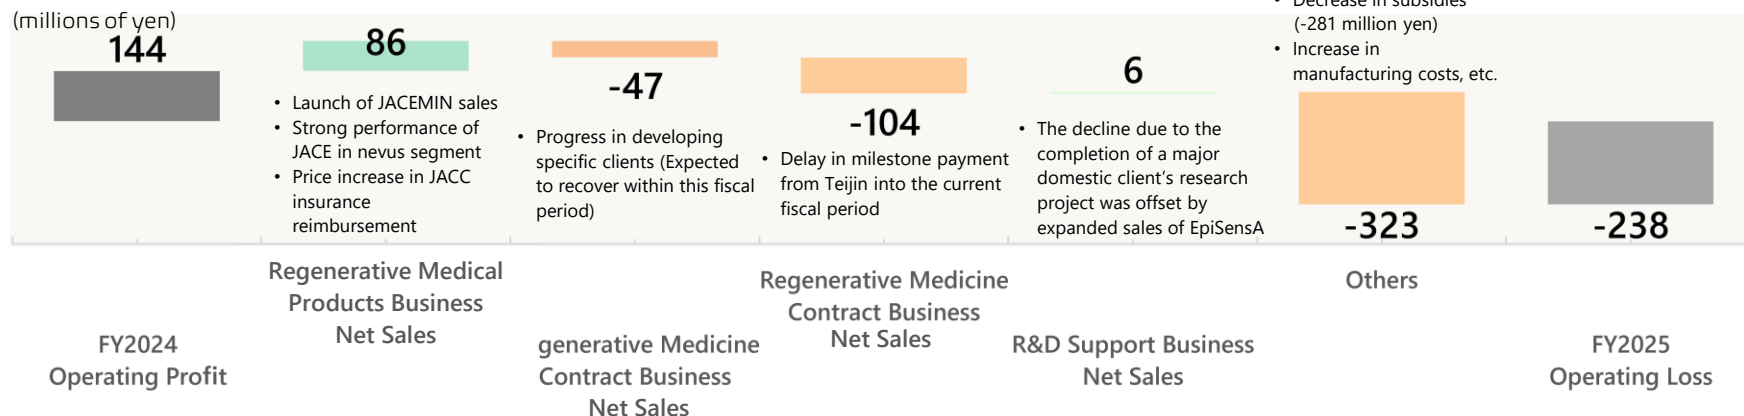 (millions of yen)
144
86
• Launch of JACEMIN sales
• Strong performance of
JACE in nevus segment
• Price increase in JACC
insurance
reimbursement
-47
• Progress in developing
specific clients (Expected
to recover within this fiscal
period)
-104
• Delay in milestone payment
from Teijin into the current
fiscal period
6
• The decline due to the
completion of a major
domestic client's research
project was offset by
expanded sales of EpiSensA
• Decrease in subsidies
(-281 million yen)
• Increase in
manufacturing costs, etc.
-323
-238
FY2024
Operating Profit
Regenerative Medical
Products Business
Net Sales
generative Medicine
Contract Business
Net Sales
Regenerative Medicine
Contract Business
Net Sales
R&D Support Business
Net Sales
Others
FY2025
Operating Loss